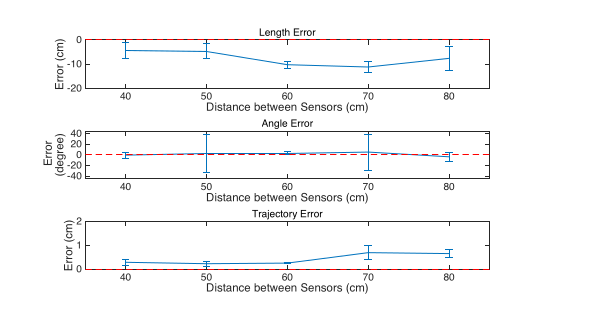 Length Error
0
-10
-20
Error (cm)
40 50 60 70 80
Distance between Sensors (cm)
Angle Error
40
20
0
-20
-40
Error
(degree)
40 50 60 70 80
Distance between Sensors (cm)
Trajectory Error
2
1
0
Error (cm)
40 50 60 70 80
Distance between Sensors (cm)